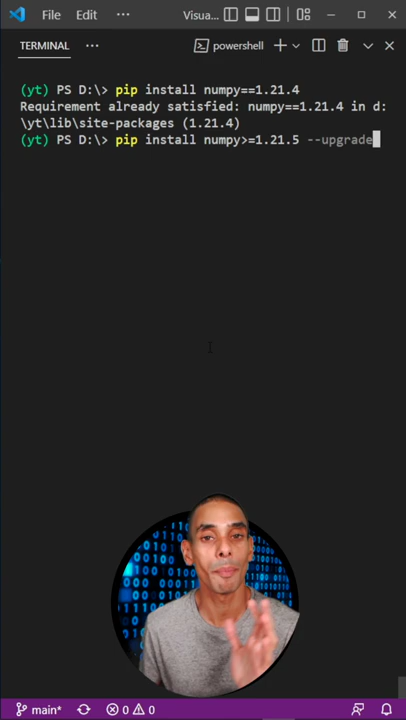 File Edit ··· Visua...
TERMINAL ··· powershell
(yt) PS D:\> pip install numpy==1.21.4
Requirement already satisfied: numpy==1.21.4 in d:
\yt\lib\site-packages (1.21.4)
(yt) PS D:\> pip install numpy>=1.21.5 --upgrade
main* 0 0